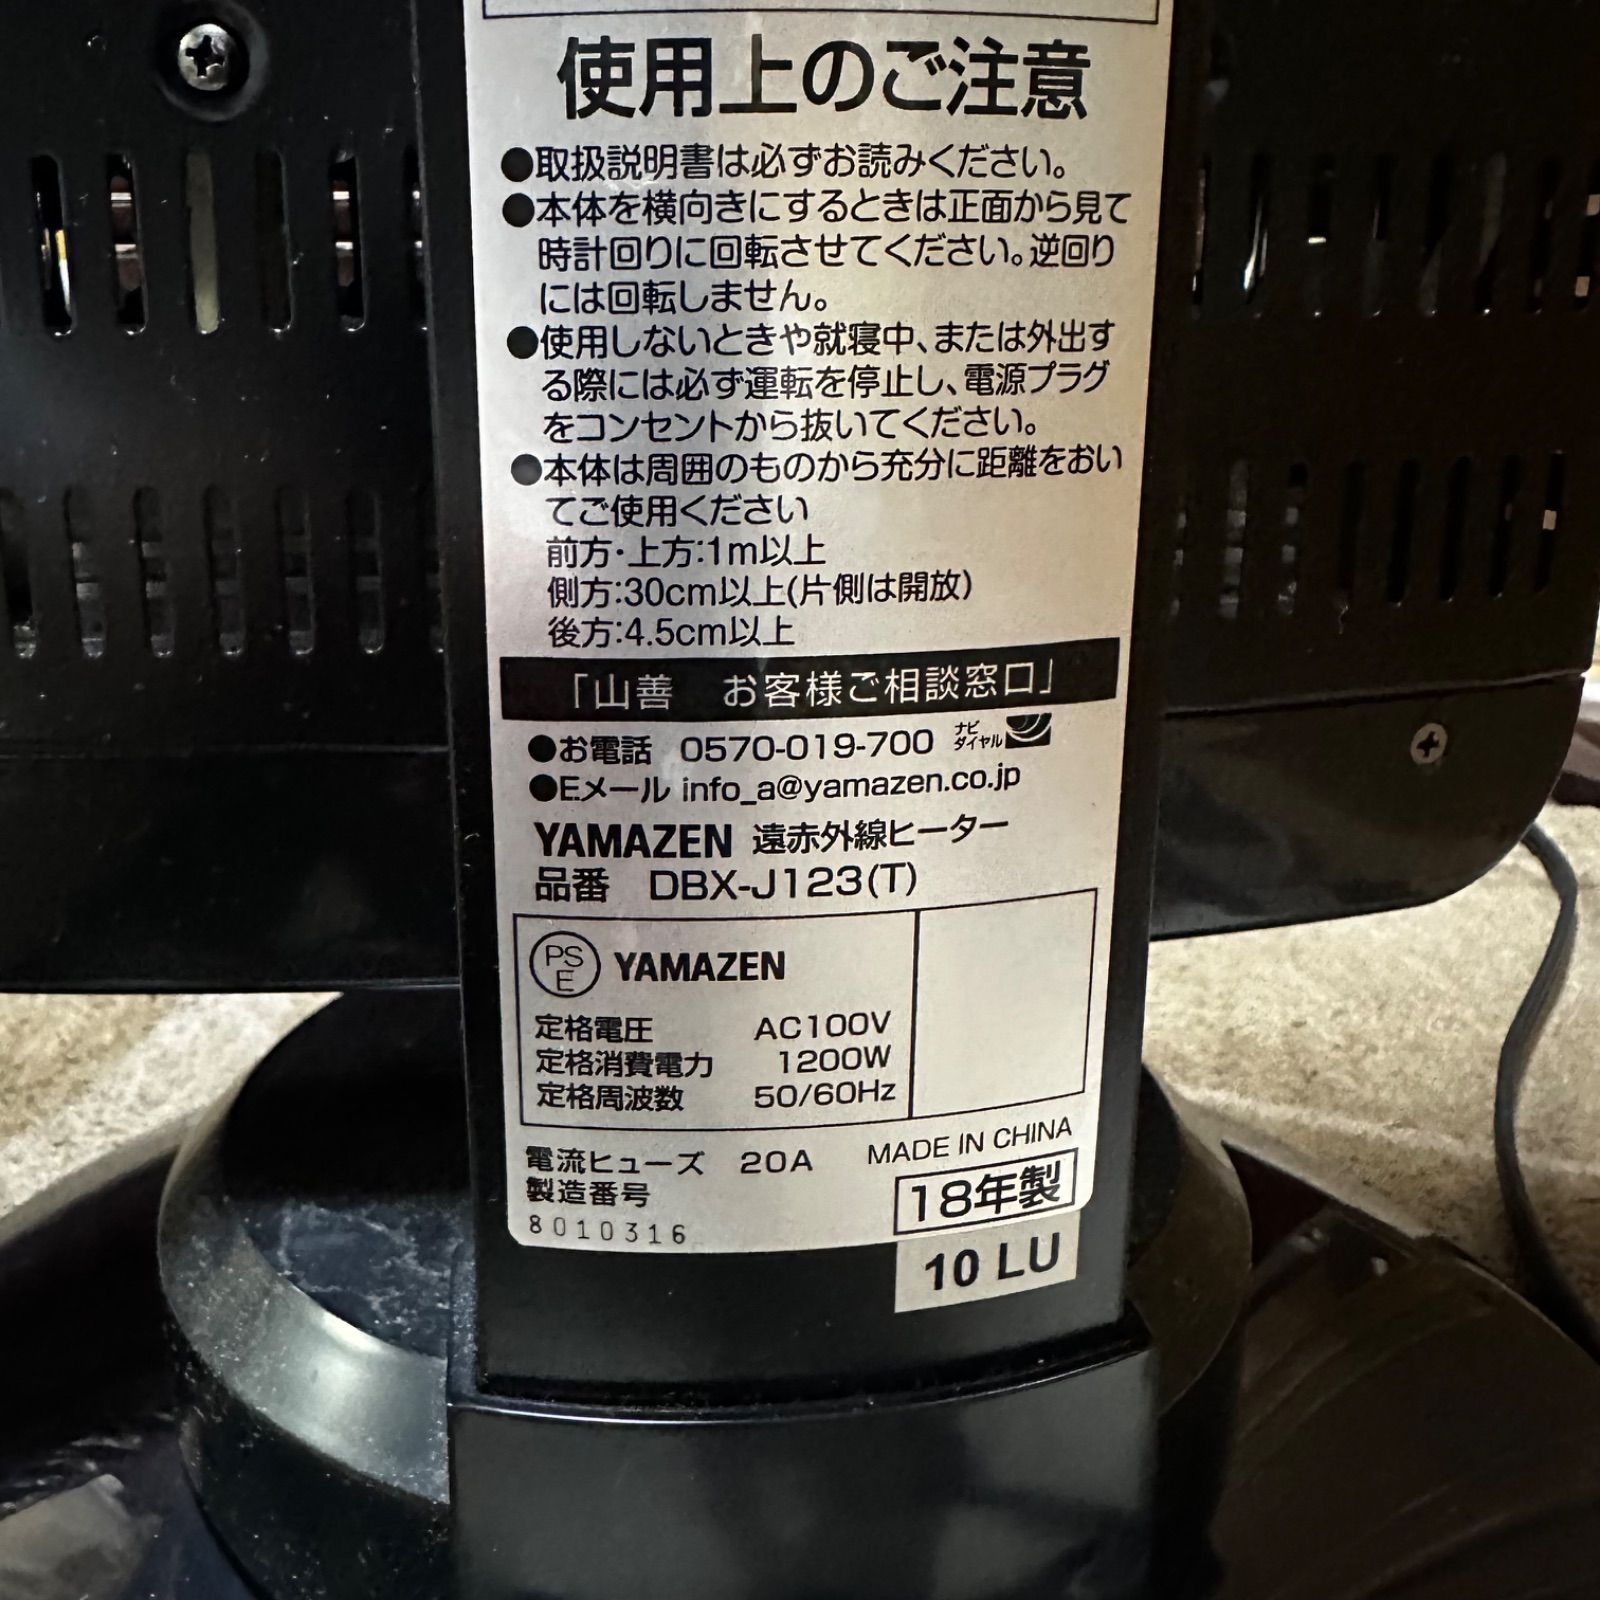 使用上のご注意
●取扱説明書は必ずお読みください。
●本体を横向きにするときは正面から見て
時計回りに回転させてください。逆回り
には回転しません。
●使用しないときや就寝中、または外出す
る際には必ず運転を停止し、電源プラグ
をコンセントから抜いてください。
●本体は周囲のものから充分に距離をおい
てご使用ください
前方・上方:1m以上
側方:30cm以上(片側は開放)
後方:4.5cm以上
「山善　お客様ご相談窓口」
●お電話 0570-019-700 ナビダイヤル
●Eメール info_a@yamazen.co.jp
YAMAZEN 遠赤外線ヒーター
品番 DBX-J123(T)
PSE YAMAZEN
定格電圧 AC100V
定格消費電力 1200W
定格周波数 50/60Hz
電流ヒューズ 20A MADE IN CHINA
製造番号 18年製
8010316
10 LU